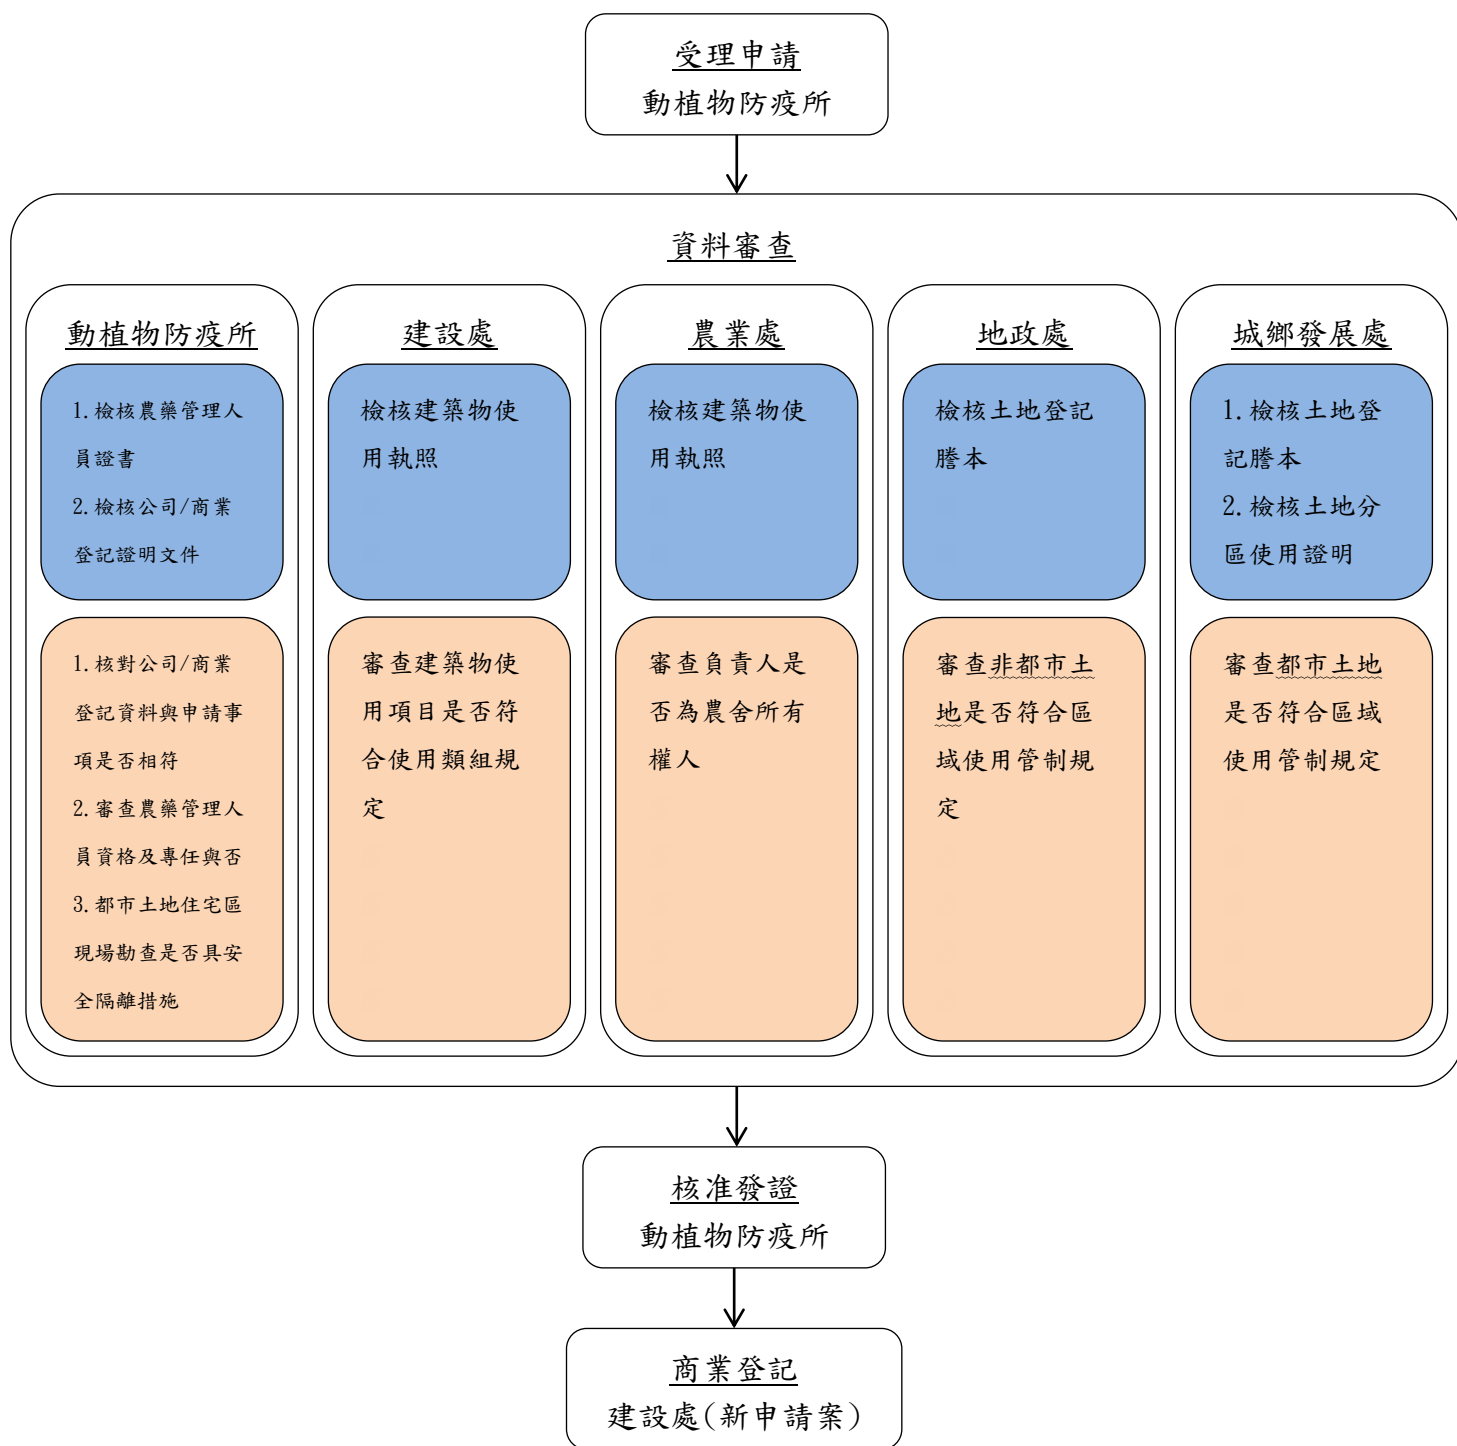 受理申請
動植物防疫所
資料審查
動植物防疫所
1.檢核農藥管理人
員證書
2.檢核公司/商業
登記證明文件
1.核對公司/商業
登記資料與申請事
項是否相符
2.審查農藥管理人
員資格及專任與否
3.都市土地住宅區
現場勘查是否具安
全隔離措施
建設處
檢核建築物使
用執照
審查建築物使
用項目是否符
合使用類組規
定
農業處
檢核建築物使
用執照
審查負責人是
否為農舍所有
權人
地政處
檢核土地登記
謄本
審查非都市土
地是否符合區
域使用管制規
定
城鄉發展處
1.檢核土地登
記謄本
2.檢核土地分
區使用證明
審查都市土地
是否符合區域
使用管制規定
核准發證
動植物防疫所
商業登記
建設處(新申請案)